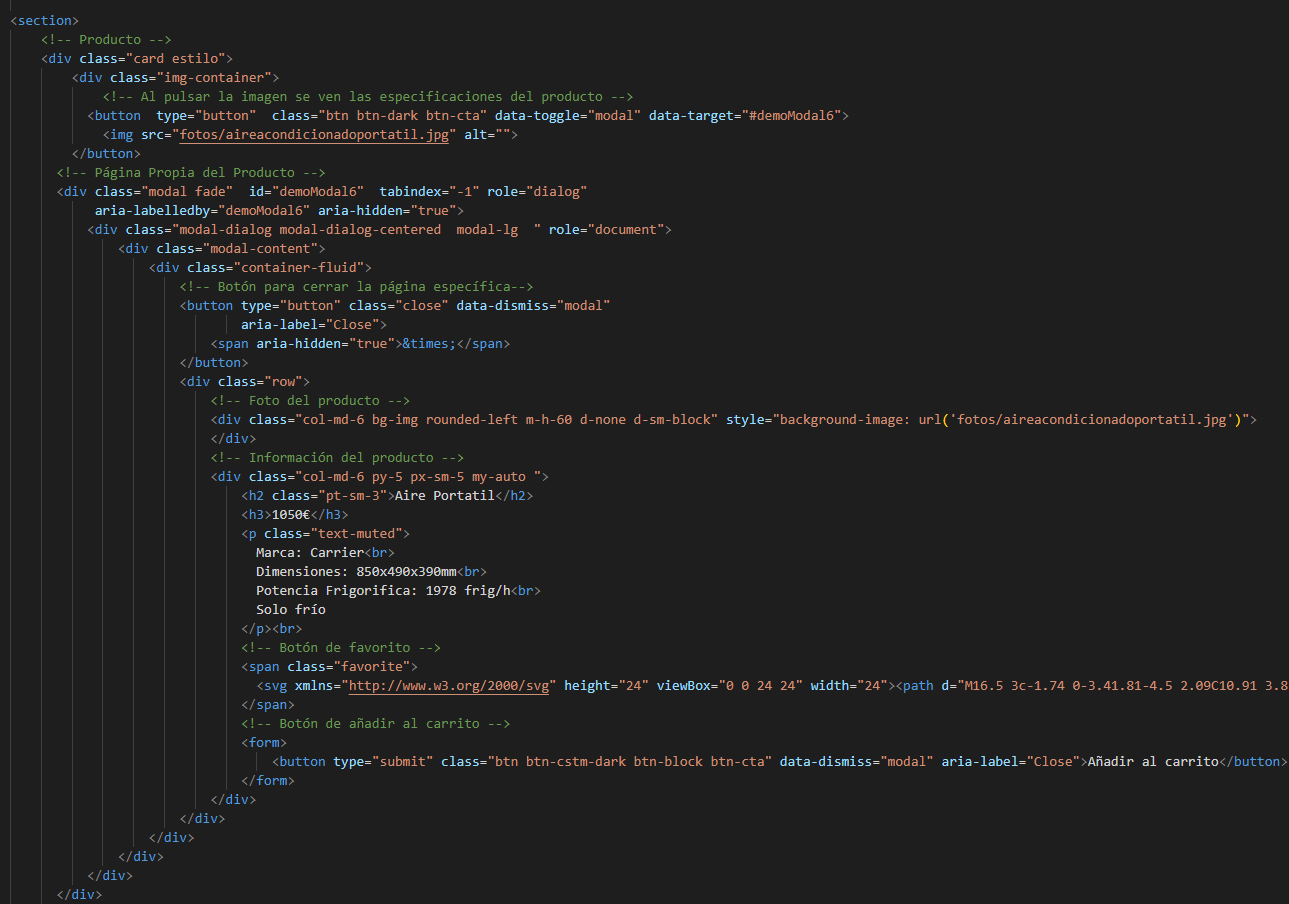 <section>
<!-- Producto -->
<div class="card estilo">
<div class="img-container">
<!-- Al pulsar la imagen se ven las especificaciones del producto -->
<button  type="button"  class="btn btn-dark btn-cta" data-toggle="modal" data-target="#demoModal6">
<img src="fotos/aireacondicionadoportatil.jpg" alt="">
</button>
<!-- Página Propia del Producto -->
<div class="modal fade"  id="demoModal6"  tabindex="-1" role="dialog"
aria-labelledby="demoModal6" aria-hidden="true">
<div class="modal-dialog modal-dialog-centered  modal-lg  " role="document">
<div class="modal-content">
<div class="container-fluid">
<!-- Botón para cerrar la página específica-->
<button type="button" class="close" data-dismiss="modal"
aria-label="Close">
<span aria-hidden="true">&times;</span>
</button>
<div class="row">
<!-- Foto del producto -->
<div class="col-md-6 bg-img rounded-left m-h-60 d-none d-sm-block" style="background-image: url('fotos/aireacondicionadoportatil.jpg')">
</div>
<!-- Información del producto -->
<div class="col-md-6 py-5 px-sm-5 my-auto ">
<h2 class="pt-sm-3">Aire Portatil</h2>
<h3>1050€</h3>
<p class="text-muted">
Marca: Carrier<br>
Dimensiones: 850x490x390mm<br>
Potencia Frigorifica: 1978 frig/h<br>
Solo frío
</p><br>
<!-- Botón de favorito -->
<span class="favorite">
<svg xmlns="http://www.w3.org/2000/svg" height="24" viewBox="0 0 24 24" width="24"><path d="M16.5 3c-1.74 0-3.41.81-4.5 2.09C10.91 3.8
</span>
<!-- Botón de añadir al carrito -->
<form>
<button type="submit" class="btn btn-cstm-dark btn-block btn-cta" data-dismiss="modal" aria-label="Close">Añadir al carrito</button>
</form>
</div>
</div>
</div>
</div>
</div>
</div>